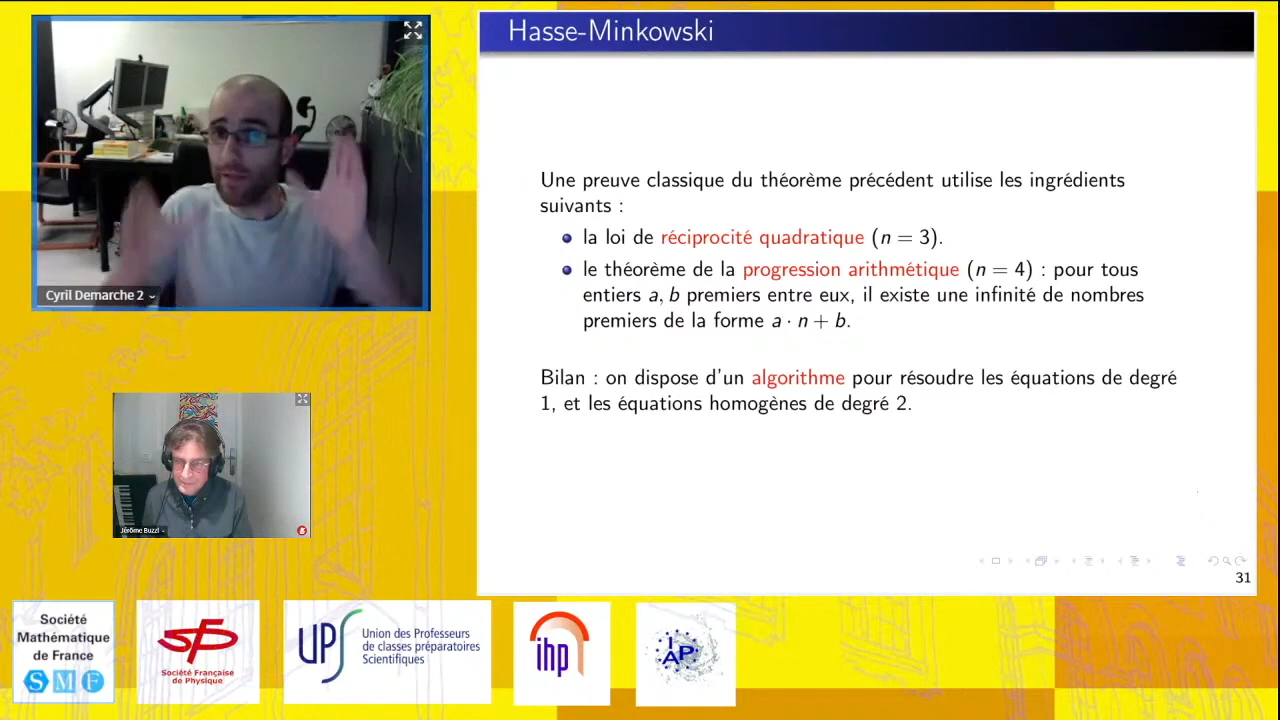 Hasse-Minkowski
Une preuve classique du théorème précédent utilise les ingrédients
suivants :
la loi de réciprocité quadratique (n = 3).
le théorème de la progression arithmétique (n = 4) : pour tous
entiers a, b premiers entre eux, il existe une infinité de nombres
premiers de la forme a · n + b.
Bilan : on dispose d'un algorithme pour résoudre les équations de degré
1, et les équations homogènes de degré 2.
31
Cyril Demarche 2
Jérôme Buzzi
Société
Mathématique
de France
SMF
sfp
Société Française
de Physique
UPS
Union des Professeurs
de classes préparatoires
Scientifiques
ihp
IAP